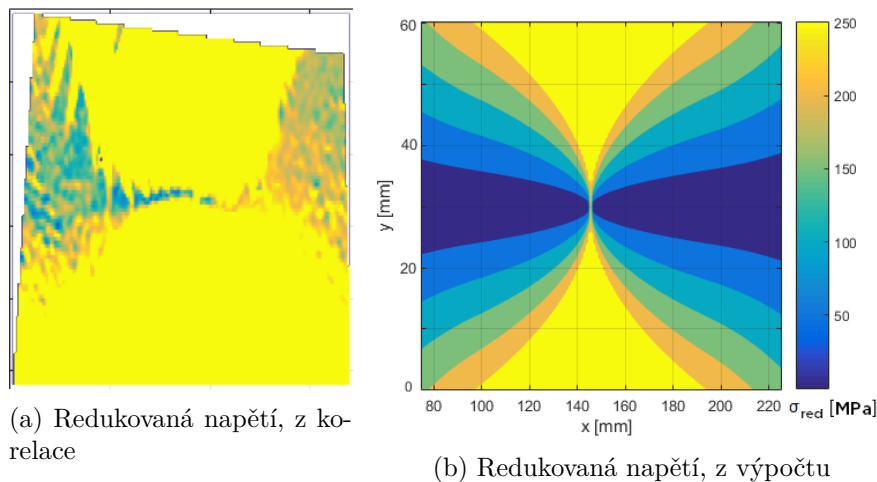 60
40
20
0
y [mm]
80
100
120
140
160
180
200
220
x [mm]
250
200
150
100
50
σred [MPa]
(a) Redukovaná napětí, z ko-
relace
(b) Redukovaná napětí, z výpočtu